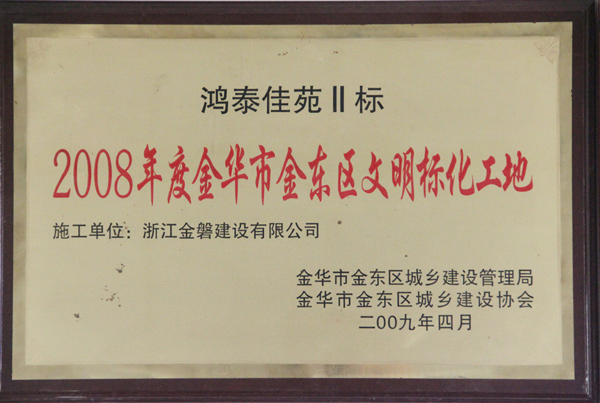 鸿泰佳苑Ⅱ标
2008年度金华市金东区文明标化工地
施工单位：浙江金磐建设有限公司
金华市金东区城乡建设管理局
金华市金东区城乡建设协会
二OO九年四月